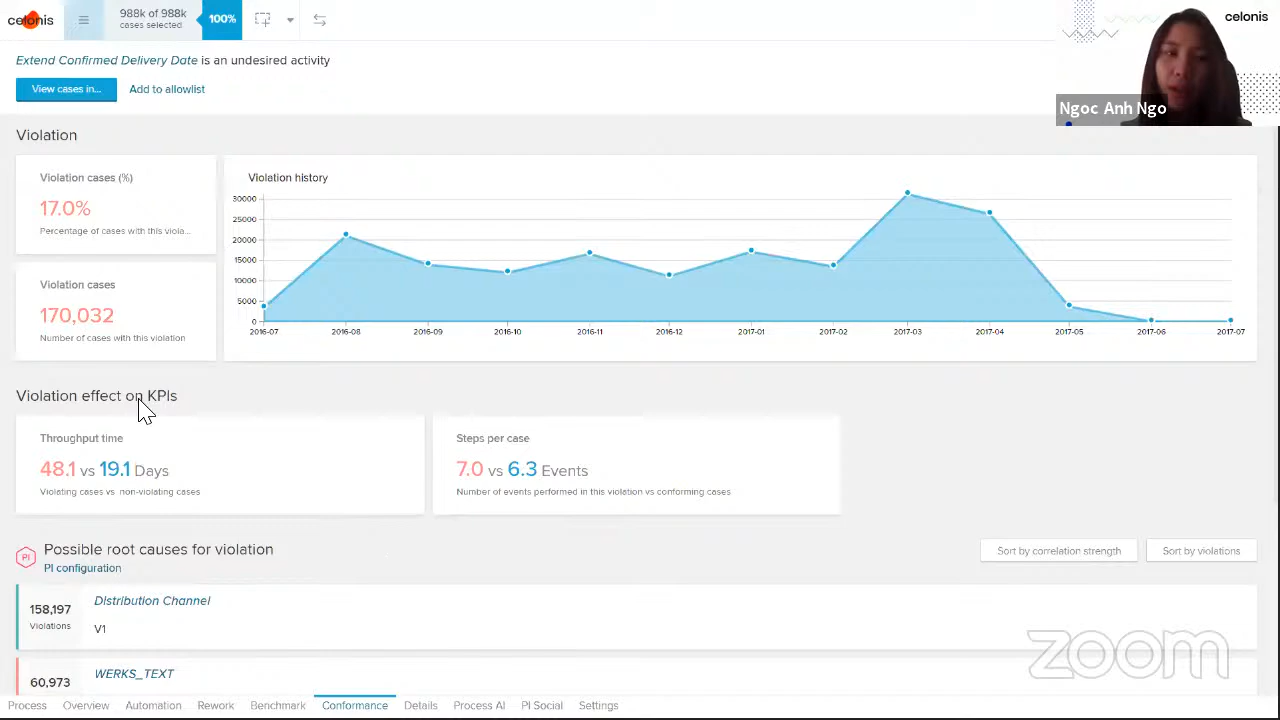 celonis
988k of 988k
cases selected
100%
celonis
Extend Confirmed Delivery Date is an undesired activity
View cases in...
Add to allowlist
Ngoc Anh Ngo
Violation
Violation cases (%)
17.0%
Percentage of cases with this viola...
Violation history
30000
25000
20000
15000
10000
5000
0
2016-07
2016-08
2016-09
2016-10
2016-11
2016-12
2017-01
2017-02
2017-03
2017-04
2017-05
2017-06
2017-07
Violation cases
170,032
Number of cases with this violation
Violation effect on KPIs
Throughput time
48.1 vs 19.1 Days
Violating cases vs non-violating cases
Steps per case
7.0 vs 6.3 Events
Number of events performed in this violation vs conforming cases
PI
Possible root causes for violation
PI configuration
Sort by correlation strength
Sort by violations
158,197
Violations
Distribution Channel
V1
60,973
WERKS_TEXT
zoom
Process
Overview
Automation
Rework
Benchmark
Conformance
Details
Process AI
PI Social
Settings